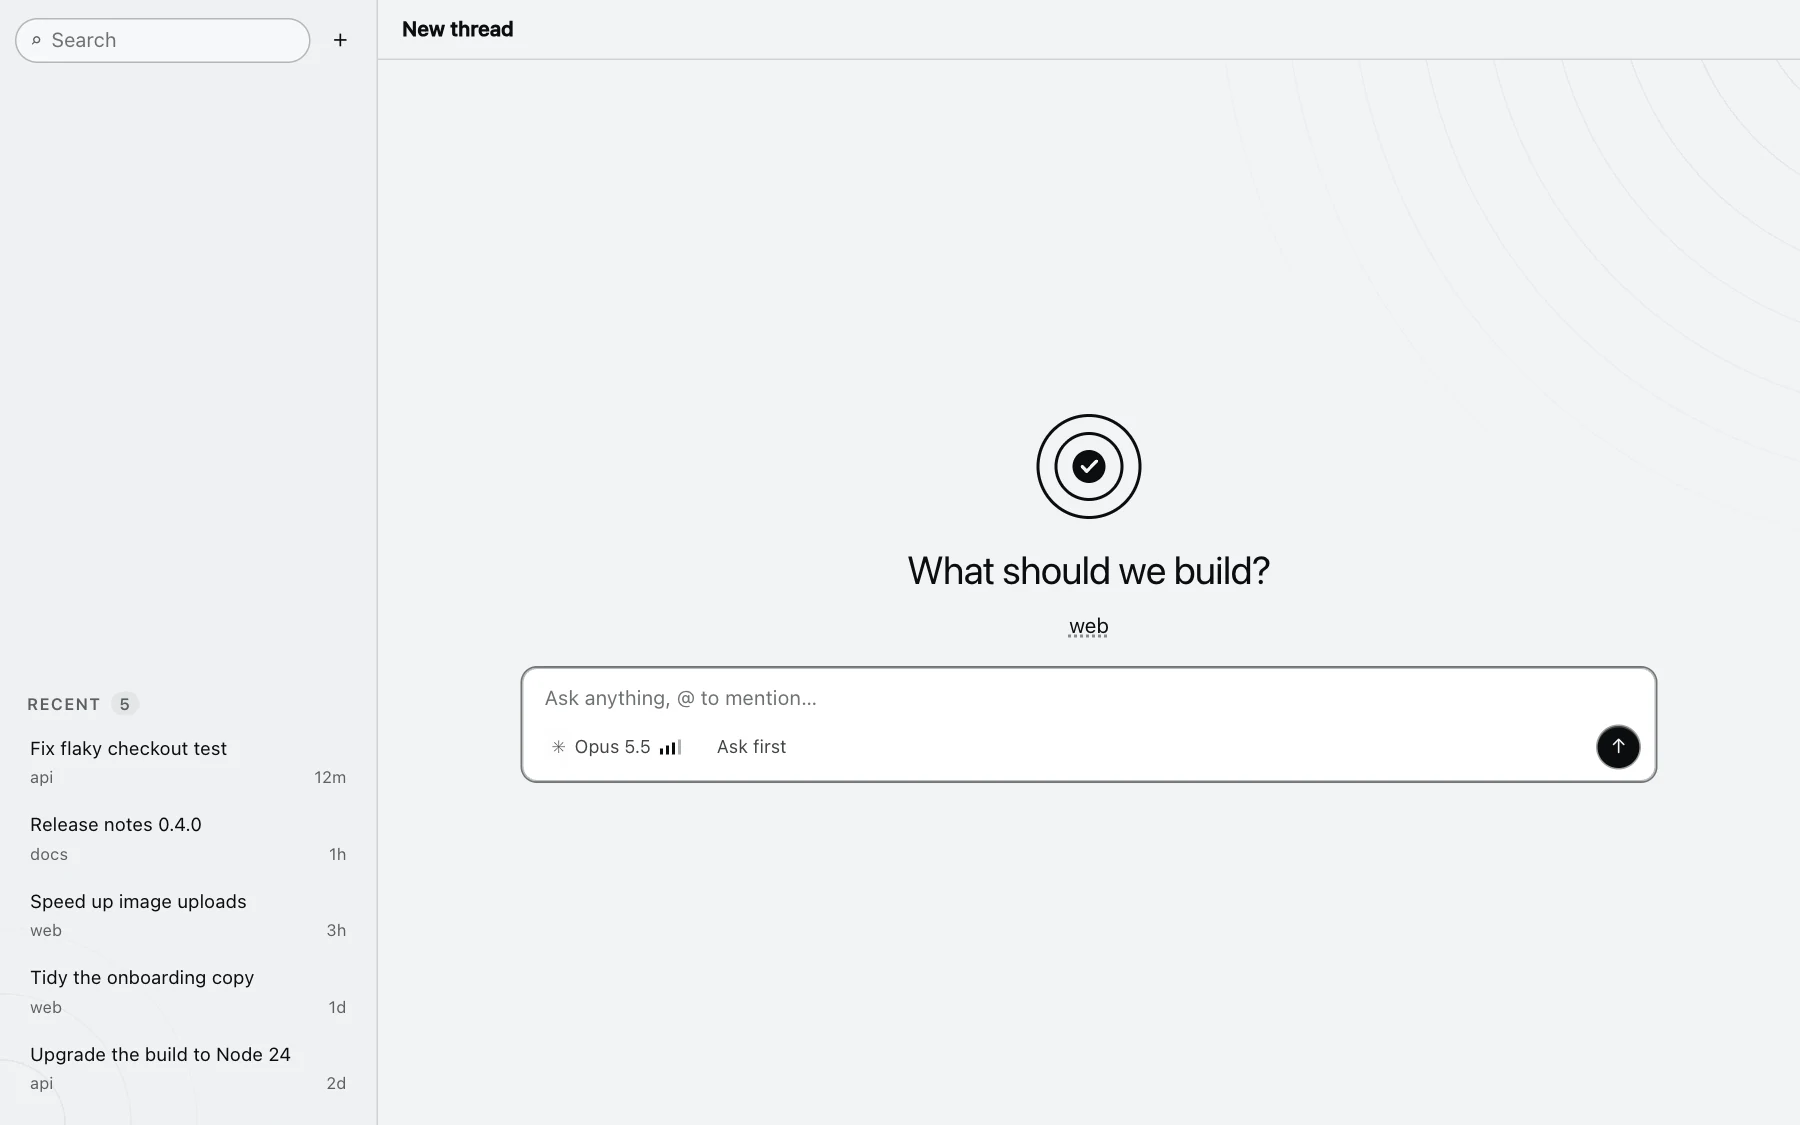 Search
+
New thread
What should we build?
web
Ask anything, @ to mention...
Opus 5.5
Ask first
RECENT 5
Fix flaky checkout test
api 12m
Release notes 0.4.0
docs 1h
Speed up image uploads
web 3h
Tidy the onboarding copy
web 1d
Upgrade the build to Node 24
api 2d